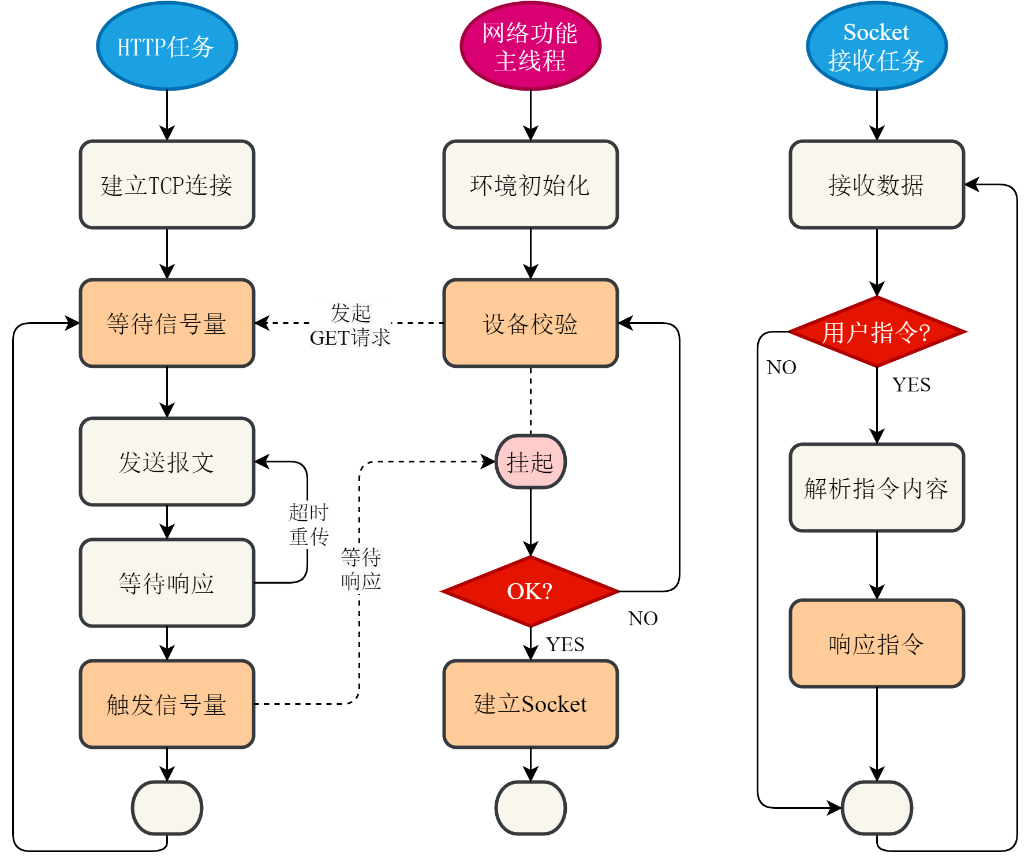 HTTP任务
建立TCP连接
等待信号量
发送报文
超时
重传
等待响应
触发信号量
网络功能
主线程
环境初始化
发起
GET请求
设备校验
挂起
等待
响应
OK?
NO
YES
建立Socket
Socket
接收任务
接收数据
用户指令?
NO
YES
解析指令内容
响应指令